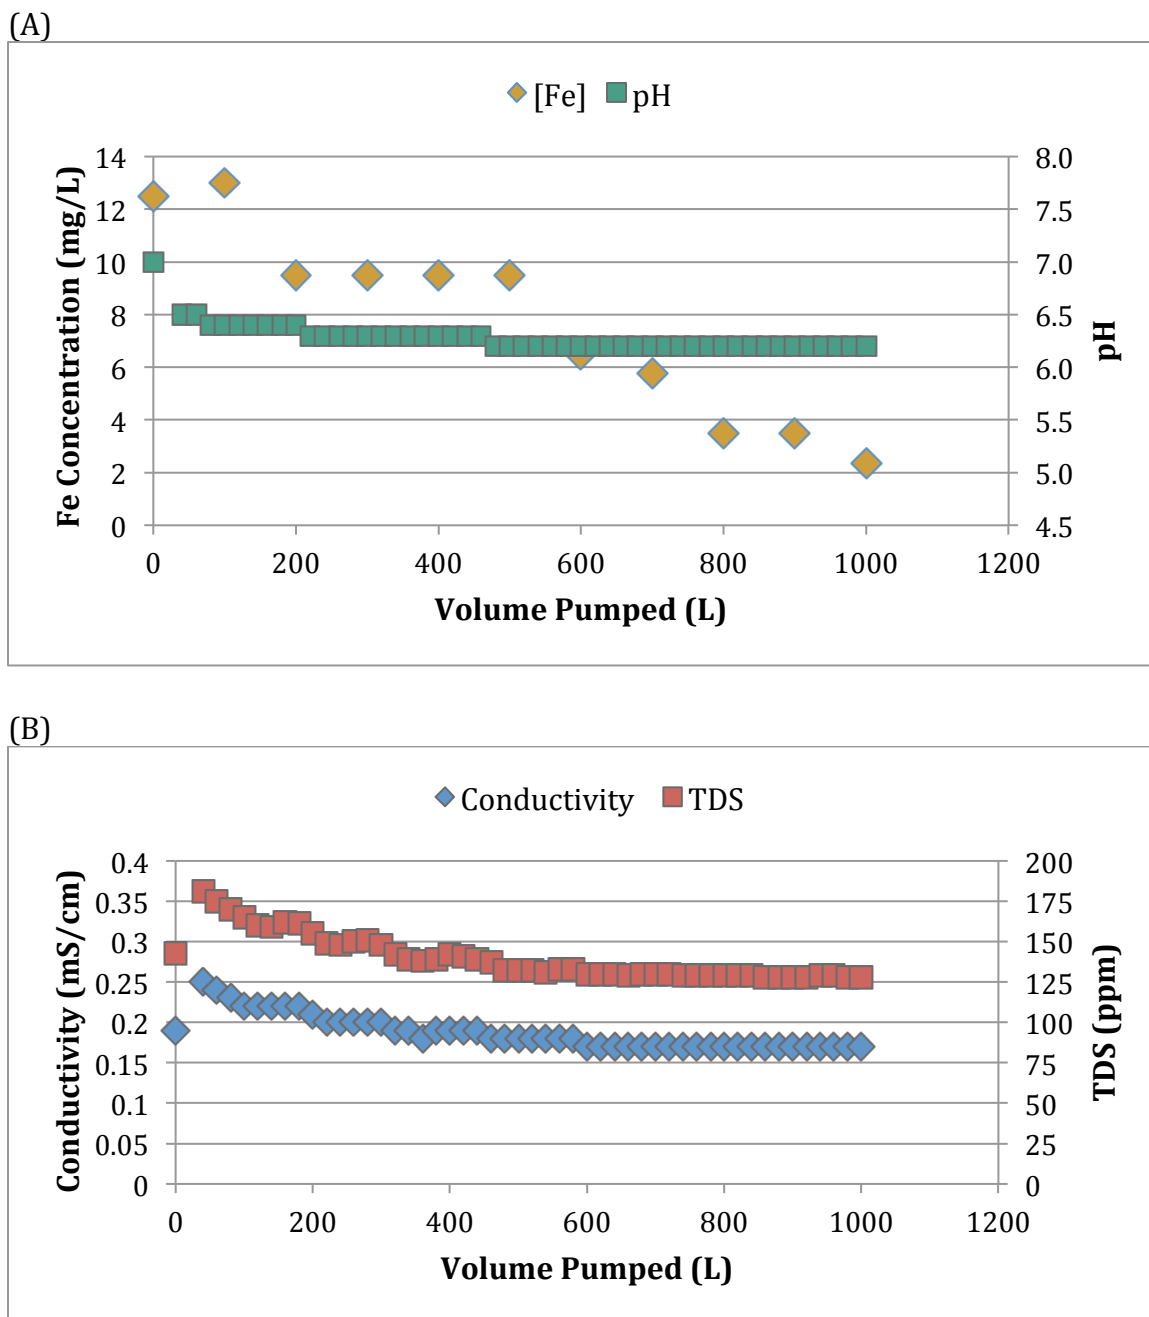 (A)
[Fe] pH
14 8.0
12 7.5
10 7.0
8 6.5
6 6.0
4 5.5
2 5.0
0 4.5
Fe Concentration (mg/L)
pH
0 200 400 600 800 1000 1200
Volume Pumped (L)
(B)
Conductivity TDS
0.4 200
0.35 175
0.3 150
0.25 125
0.2 100
0.15 75
0.1 50
0.05 25
0 0
Conductivity (mS/cm)
TDS (ppm)
0 200 400 600 800 1000 1200
Volume Pumped (L)